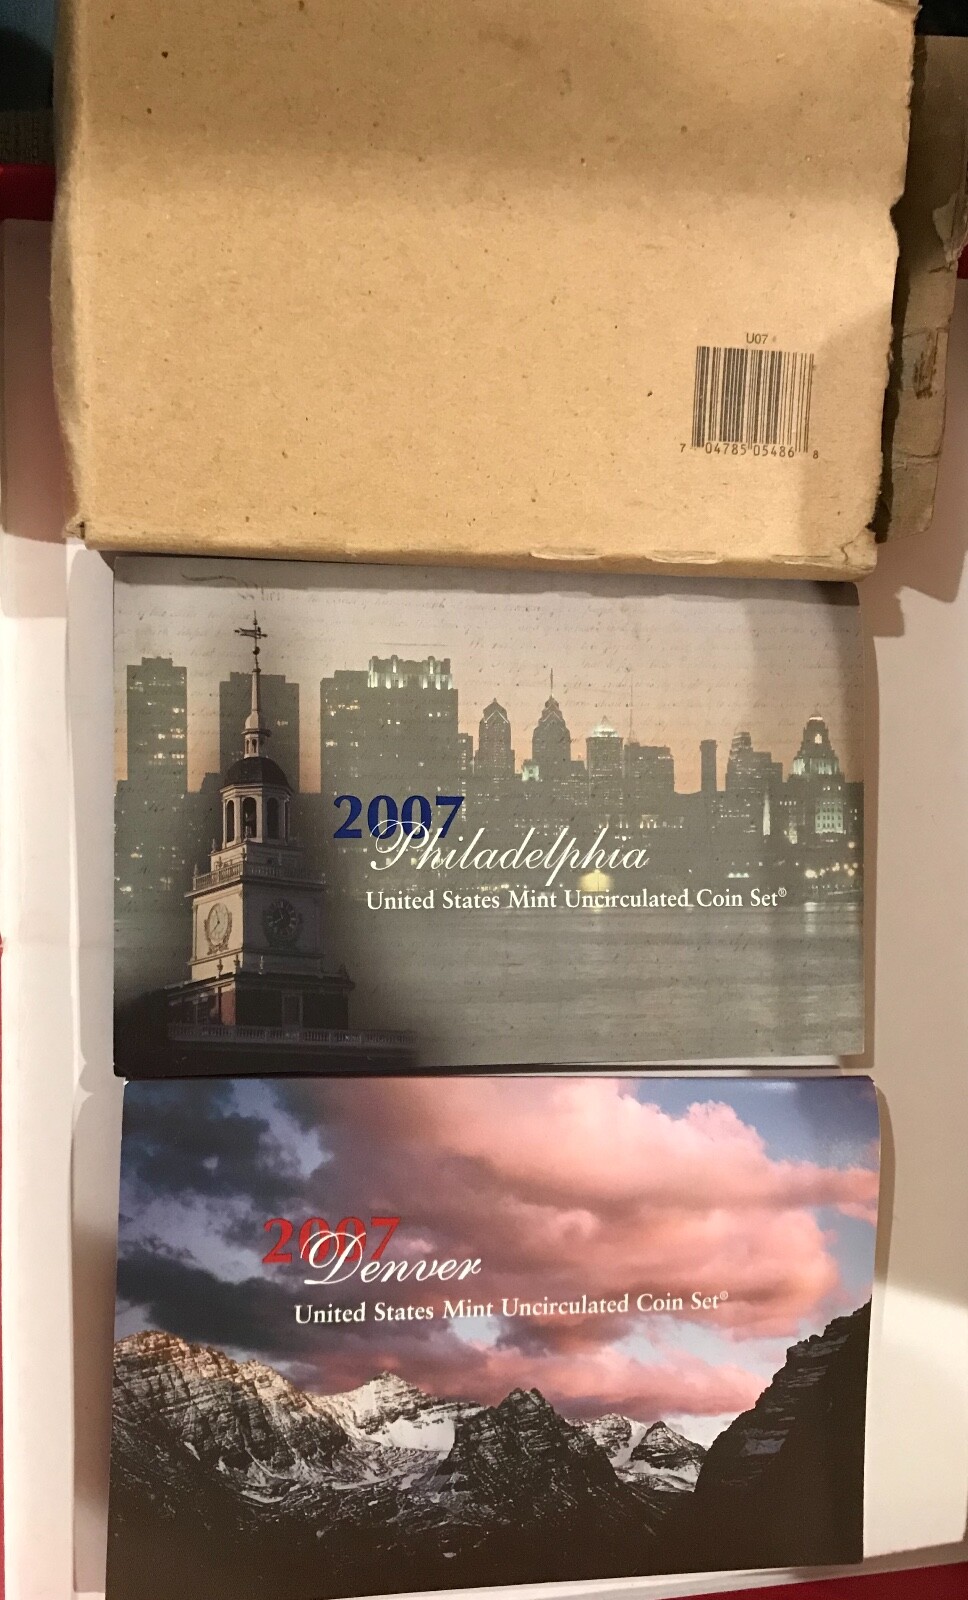 U07
7 04785 05486 8
2007
Philadelphia
United States Mint Uncirculated Coin Set®
2007
Denver
United States Mint Uncirculated Coin Set®